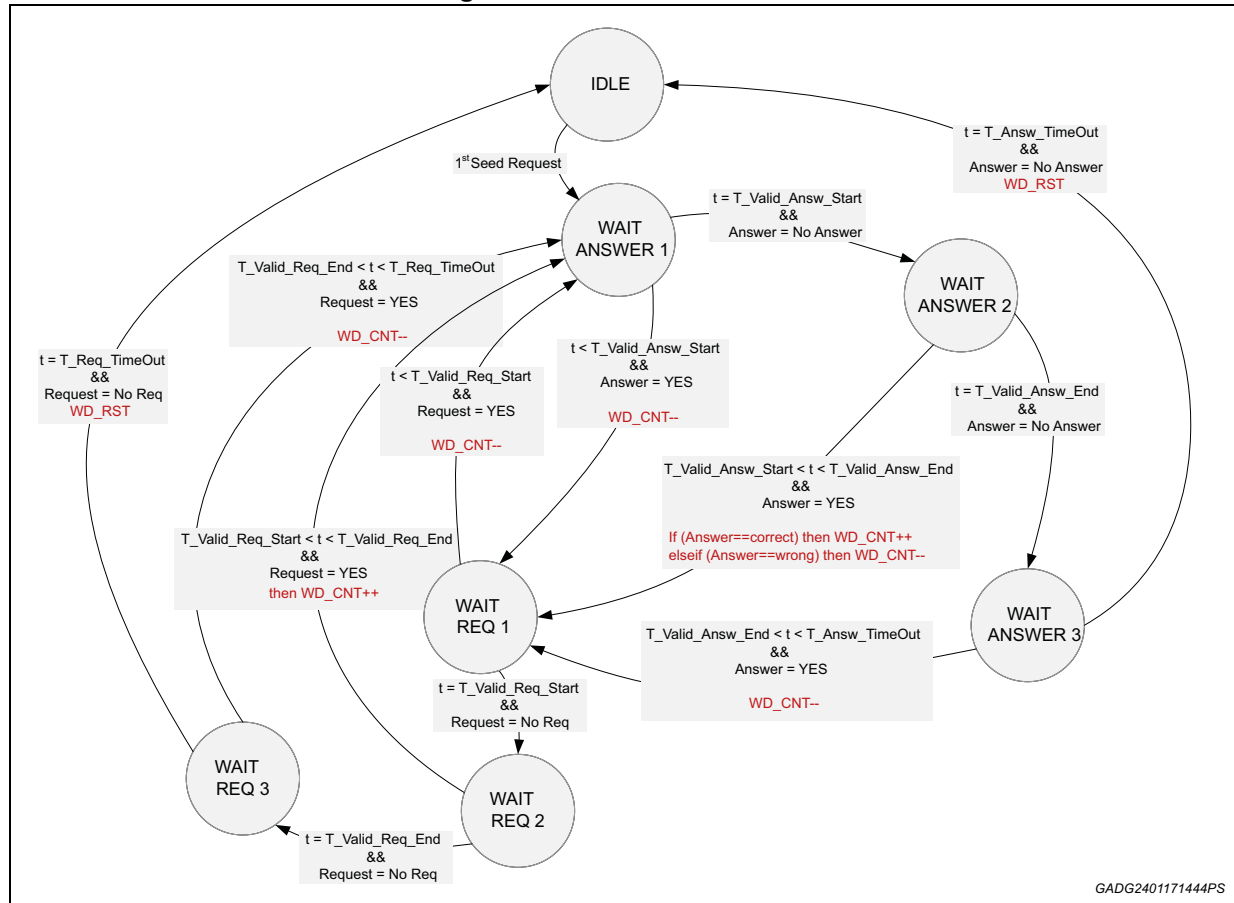 IDLE
t = T_Answ_TimeOut
&&
Answer = No Answer
WD_RST
1st Seed Request
t = T_Valid_Answ_Start
&&
Answer = No Answer
WAIT
ANSWER 1
WAIT
ANSWER 2
T_Valid_Req_End < t < T_Req_TimeOut
&&
Request = YES
WD_CNT--
t = T_Req_TimeOut
&&
Request = No Req
WD_RST
t < T_Valid_Req_Start
&&
Request = YES
WD_CNT--
t < T_Valid_Answ_Start
&&
Answer = YES
WD_CNT--
t = T_Valid_Answ_End
&&
Answer = No Answer
T_Valid_Answ_Start < t < T_Valid_Answ_End
&&
Answer = YES
If (Answer==correct) then WD_CNT++
elseif (Answer==wrong) then WD_CNT--
T_Valid_Req_Start < t < T_Valid_Req_End
&&
Request = YES
then WD_CNT++
WAIT
REQ 1
WAIT
ANSWER 3
T_Valid_Answ_End < t < T_Answ_TimeOut
&&
Answer = YES
WD_CNT--
t = T_Valid_Req_Start
&&
Request = No Req
WAIT
REQ 3
WAIT
REQ 2
t = T_Valid_Req_End
&&
Request = No Req
GADG2401171444PS